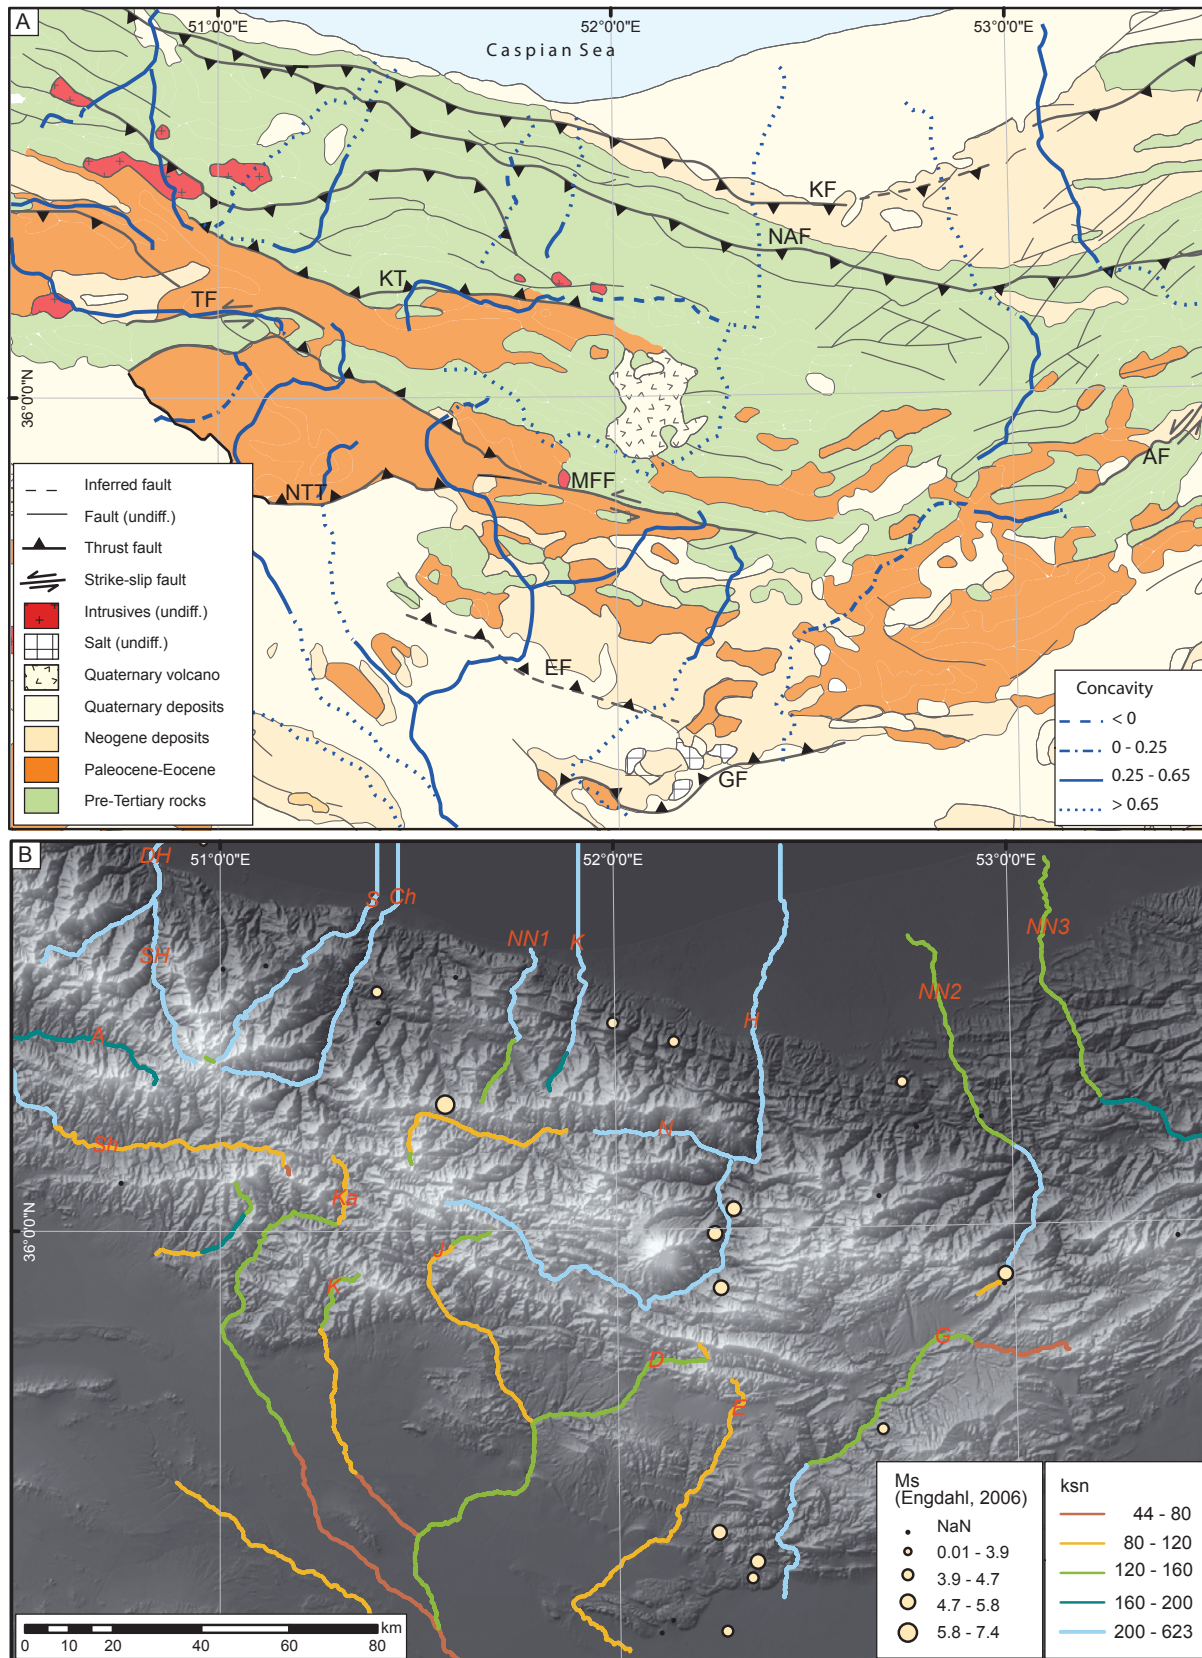 A
51°0'0"E
52°0'0"E
53°0'0"E
Caspian Sea
KF
NAF
KT
TF
36°0'0"N
MFF
AF
NTT
EF
GF
Inferred fault
Fault (undiff.)
Thrust fault
Strike-slip fault
Intrusives (undiff.)
Salt (undiff.)
Quaternary volcano
Quaternary deposits
Neogene deposits
Paleocene-Eocene
Pre-Tertiary rocks
Concavity
< 0
0 - 0.25
0.25 - 0.65
> 0.65
B
DH
51°0'0"E
52°0'0"E
53°0'0"E
S
Ch
SH
NN1
K
NN3
NN2
H
A
Sh
N
Ka
36°0'0"N
J
K
D
G
E
Ms
(Engdahl, 2006)
NaN
0.01 - 3.9
3.9 - 4.7
4.7 - 5.8
5.8 - 7.4
ksn
44 - 80
80 - 120
120 - 160
160 - 200
200 - 623
km
0 10 20 40 60 80